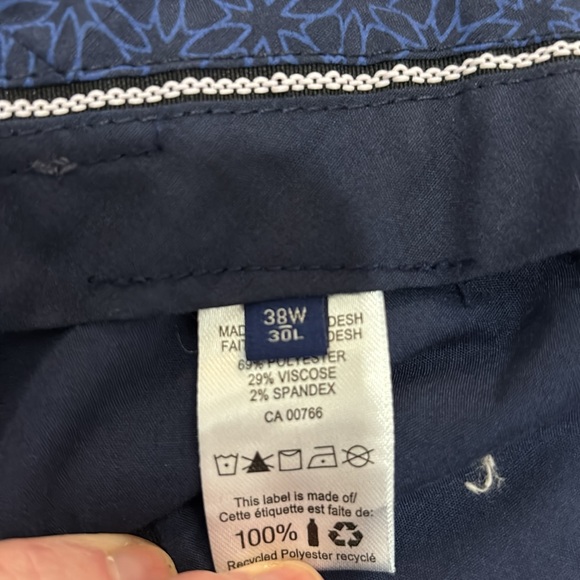 38W
30L
MAD DESH
FAIT DESH
69% POLYESTER
29% VISCOSE
2% SPANDEX
CA 00766
This label is made of/
Cette étiquette est faite de:
100%
Recycled Polyester recyclé